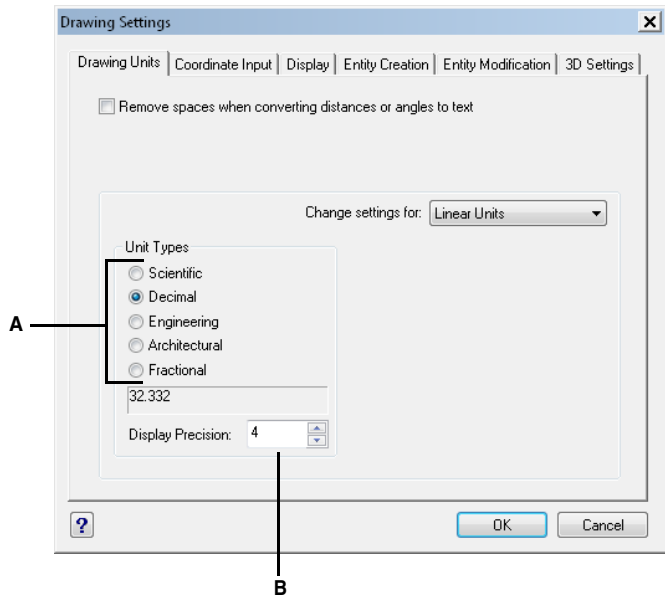 Drawing Settings
X
Drawing Units Coordinate Input Display Entity Creation Entity Modification 3D Settings
Remove spaces when converting distances or angles to text
Change settings for: Linear Units
Unit Types
Scientific
Decimal
Engineering
Architectural
Fractional
32.332
Display Precision: 4
A
? OK Cancel
B